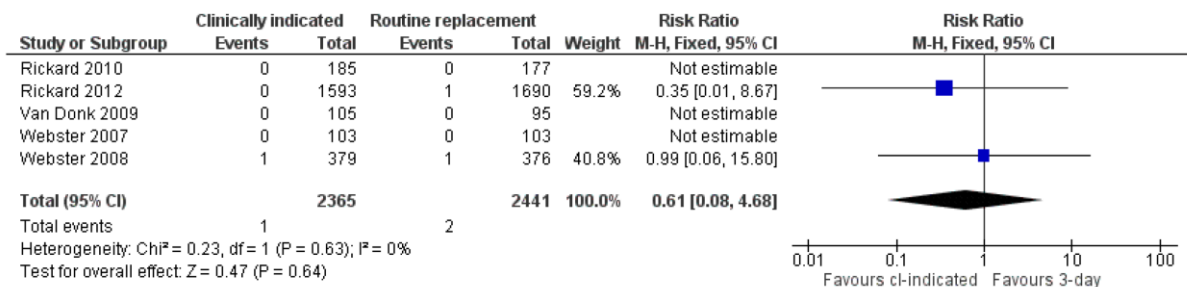 Clinically indicated Routine replacement Risk Ratio Risk Ratio
Study or Subgroup Events Total Events Total Weight M-H, Fixed, 95% CI M-H, Fixed, 95% CI
Rickard 2010 0 185 0 177 Not estimable
Rickard 2012 0 1593 1 1690 59.2% 0.35 [0.01, 8.67]
Van Donk 2009 0 105 0 95 Not estimable
Webster 2007 0 103 0 103 Not estimable
Webster 2008 1 379 1 376 40.8% 0.99 [0.06, 15.80]
Total (95% CI) 2365 2441 100.0% 0.61 [0.08, 4.68]
Total events 1 2
Heterogeneity: Chi² = 0.23, df = 1 (P = 0.63); I² = 0%
Test for overall effect: Z = 0.47 (P = 0.64)
0.01 0.1 1 10 100
Favours cl-indicated Favours 3-day